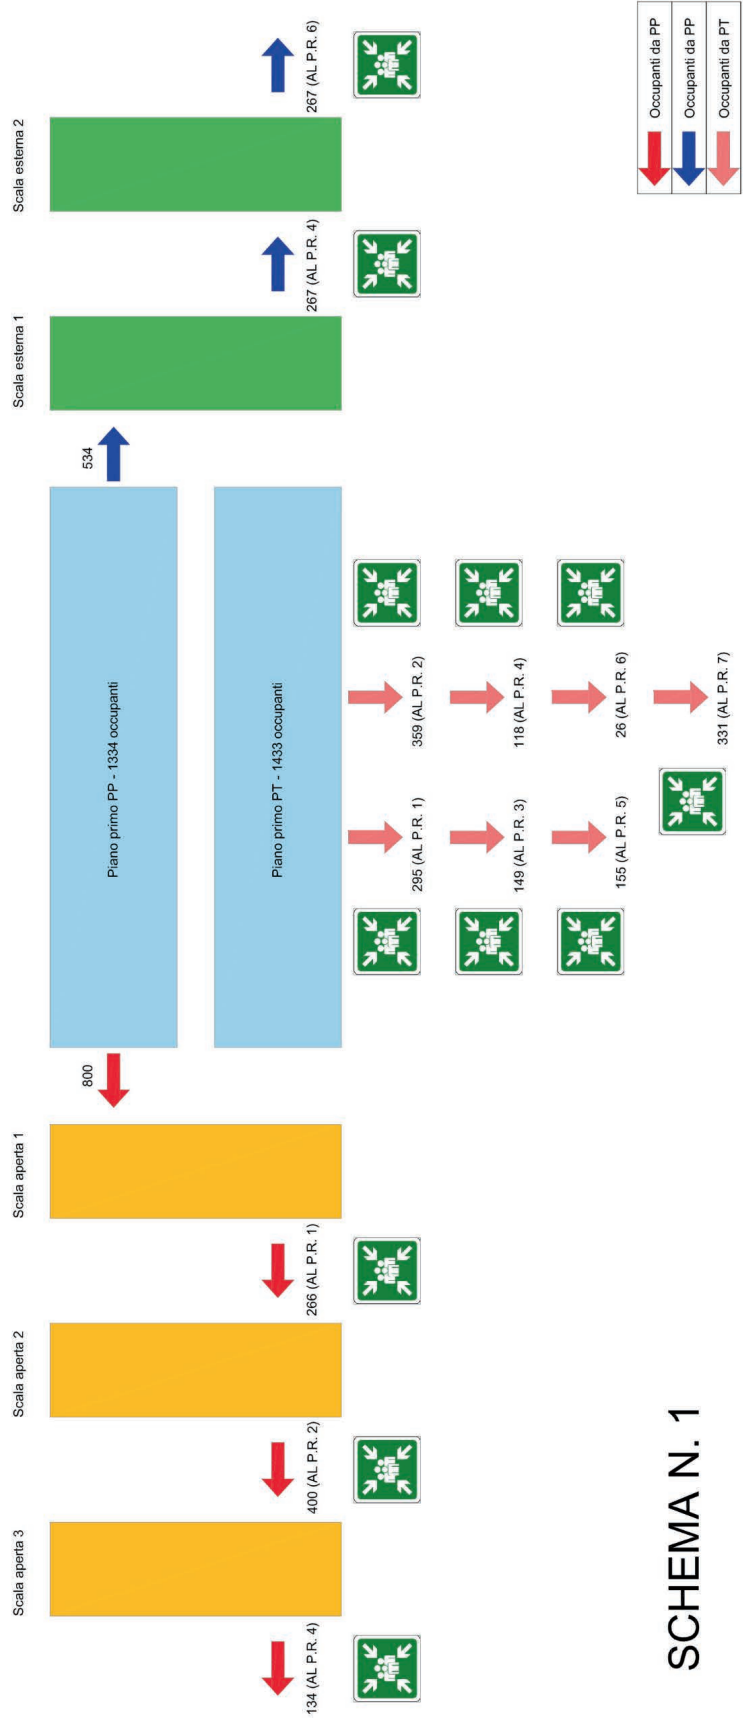 Scala aperta 3
Scala aperta 2
Scala aperta 1
Scala esterna 1
Scala esterna 2
800
534
Piano primo PP - 1334 occupanti
Piano primo PT - 1433 occupanti
134 (AL P.R. 4)
400 (AL P.R. 2)
266 (AL P.R. 1)
267 (AL P.R. 4)
267 (AL P.R. 6)
295 (AL P.R. 1)
359 (AL P.R. 2)
149 (AL P.R. 3)
118 (AL P.R. 4)
155 (AL P.R. 5)
26 (AL P.R. 6)
331 (AL P.R. 7)
SCHEMA N. 1
Occupanti da PP
Occupanti da PP
Occupanti da PT